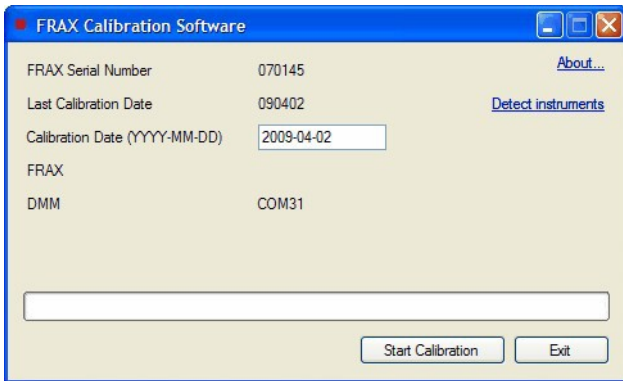 FRAX Calibration Software
FRAX Serial Number 070145 About...
Last Calibration Date 090402 Detect instruments
Calibration Date (YYYY-MM-DD) 2009-04-02
FRAX
DMM COM31
Start Calibration Exit